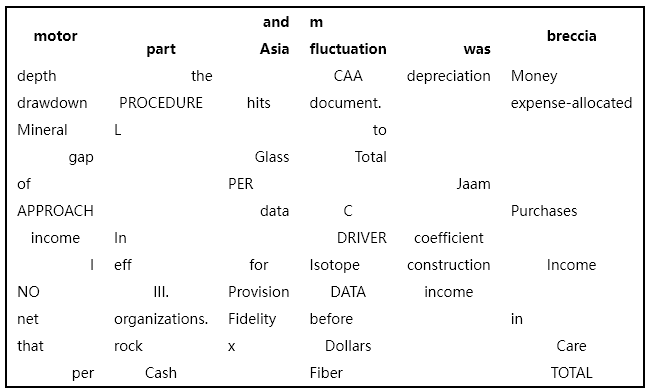 motor part and Asia m fluctuation was breccia
depth the CAA depreciation Money
drawdown PROCEDURE hits document. expense-allocated
Mineral L to
gap Glass Total
of PER Jaam
APPROACH data C Purchases
income In DRIVER coefficient
I eff for Isotope construction Income
NO III. Provision DATA income
net organizations. Fidelity before in
that rock x Dollars Care
per Cash Fiber TOTAL